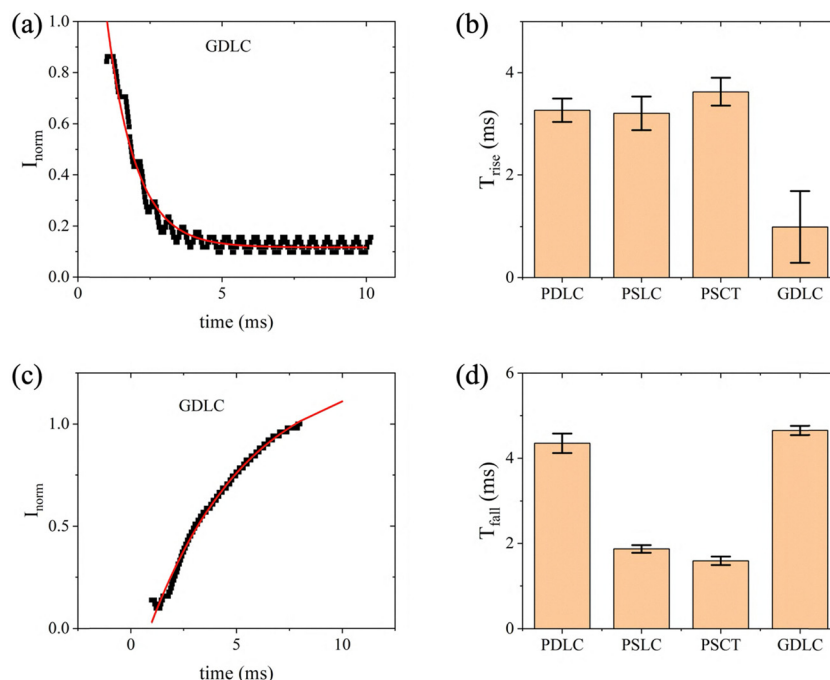 (a)
1.0
0.8
0.6
0.4
0.2
0.0
I_norm
GDLC
0
5
10
time (ms)
(b)
4
2
0
T_rise (ms)
PDLC PSLC PSCT GDLC
(c)
1.0
0.5
0.0
I_norm
GDLC
0
5
10
time (ms)
(d)
6
4
2
0
T_fall (ms)
PDLC PSLC PSCT GDLC